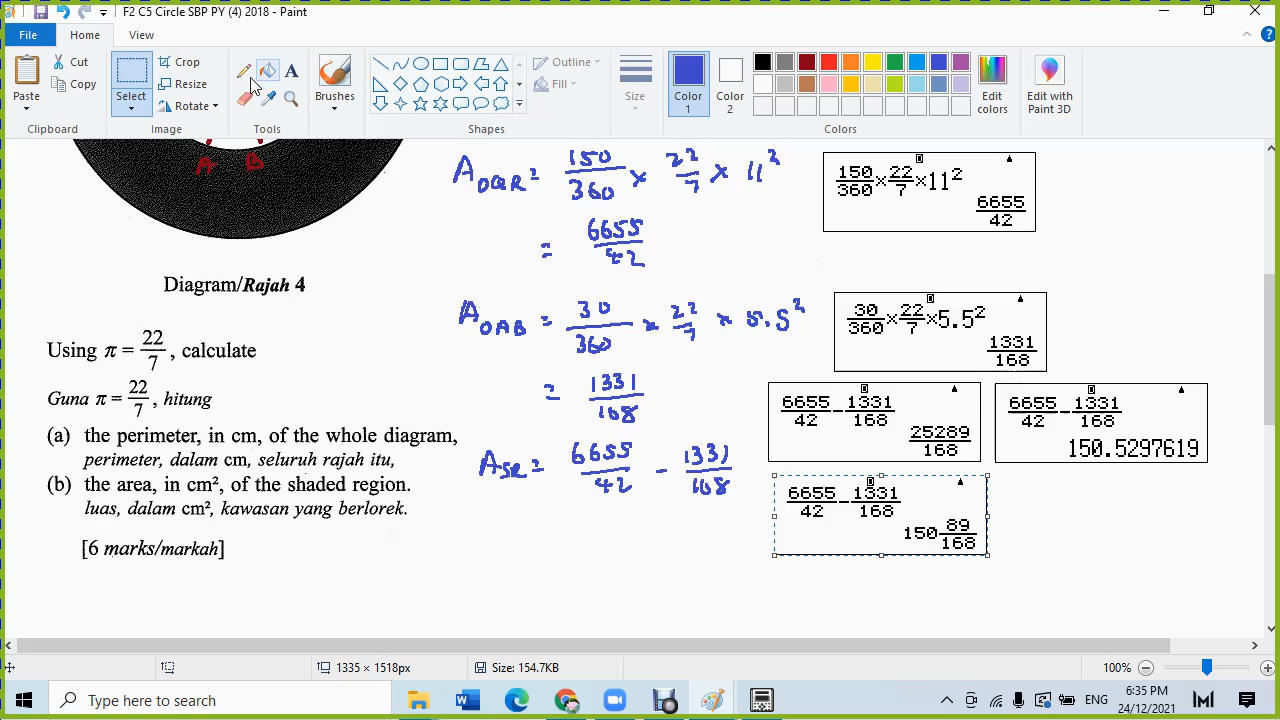 F2 C5 Circle SBP PY (4) 2018 - Paint
File Home View
Paste Cut Copy Clipboard
Select Crop Resize Rotate Image
A Tools
Brushes
Outline Fill Shapes
Size
Color 1 Color 2 Edit colors Colors
Edit with Paint 3D
A B
Diagram/Rajah 4
Using π = 22/7, calculate
Guna π = 22/7, hitung
(a) the perimeter, in cm, of the whole diagram,
perimeter, dalam cm, seluruh rajah itu,
(b) the area, in cm², of the shaded region.
luas, dalam cm², kawasan yang berlorek.
[6 marks/markah]
A OQR = 150/360 × 22/7 × 11²
= 6655/42
A OAB = 30/360 × 22/7 × 5.5²
= 1331/168
A SR = 6655/42 - 1331/168
150/360×22/7×11²
6655/42
30/360×22/7×5.5²
1331/168
6655/42-1331/168
25289/168
6655/42-1331/168
150.5297619
6655/42-1331/168
150 89/168
1335 × 1518px
Size: 154.7KB
100%
Type here to search
ENG
6:35 PM
24/12/2021